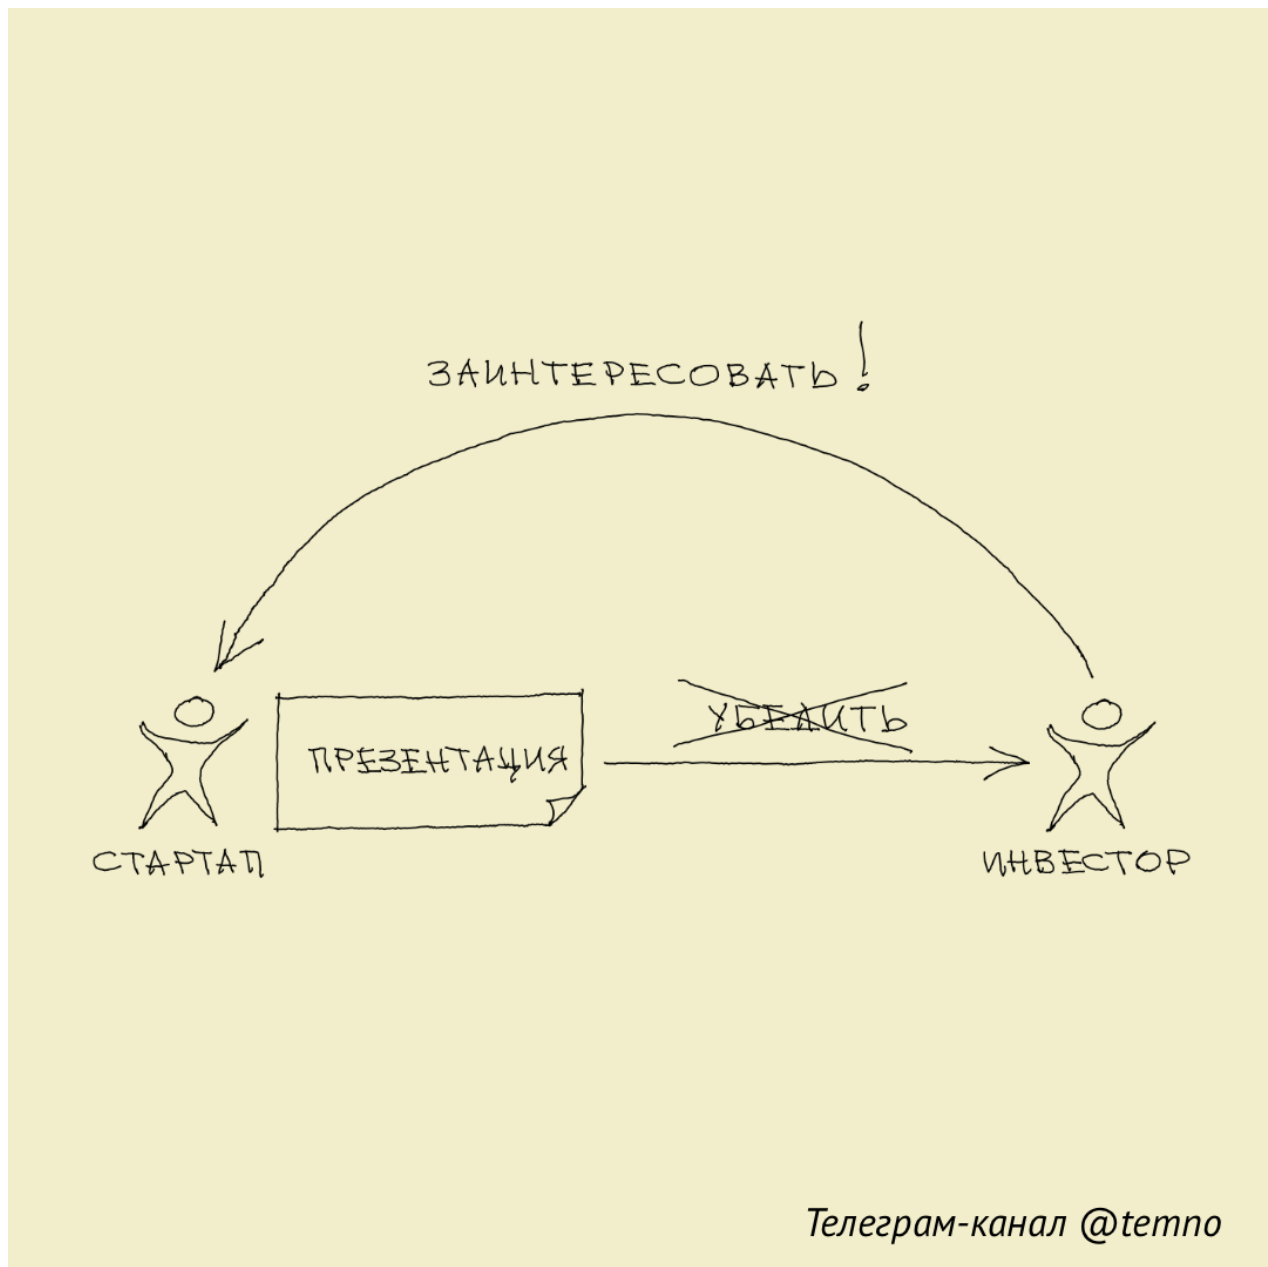 ЗАИНТЕРЕСОВАТЬ!
УБЕДИТЬ
ПРЕЗЕНТАЦИЯ
СТАРТАП
ИНВЕСТОР
Телеграм-канал @temno